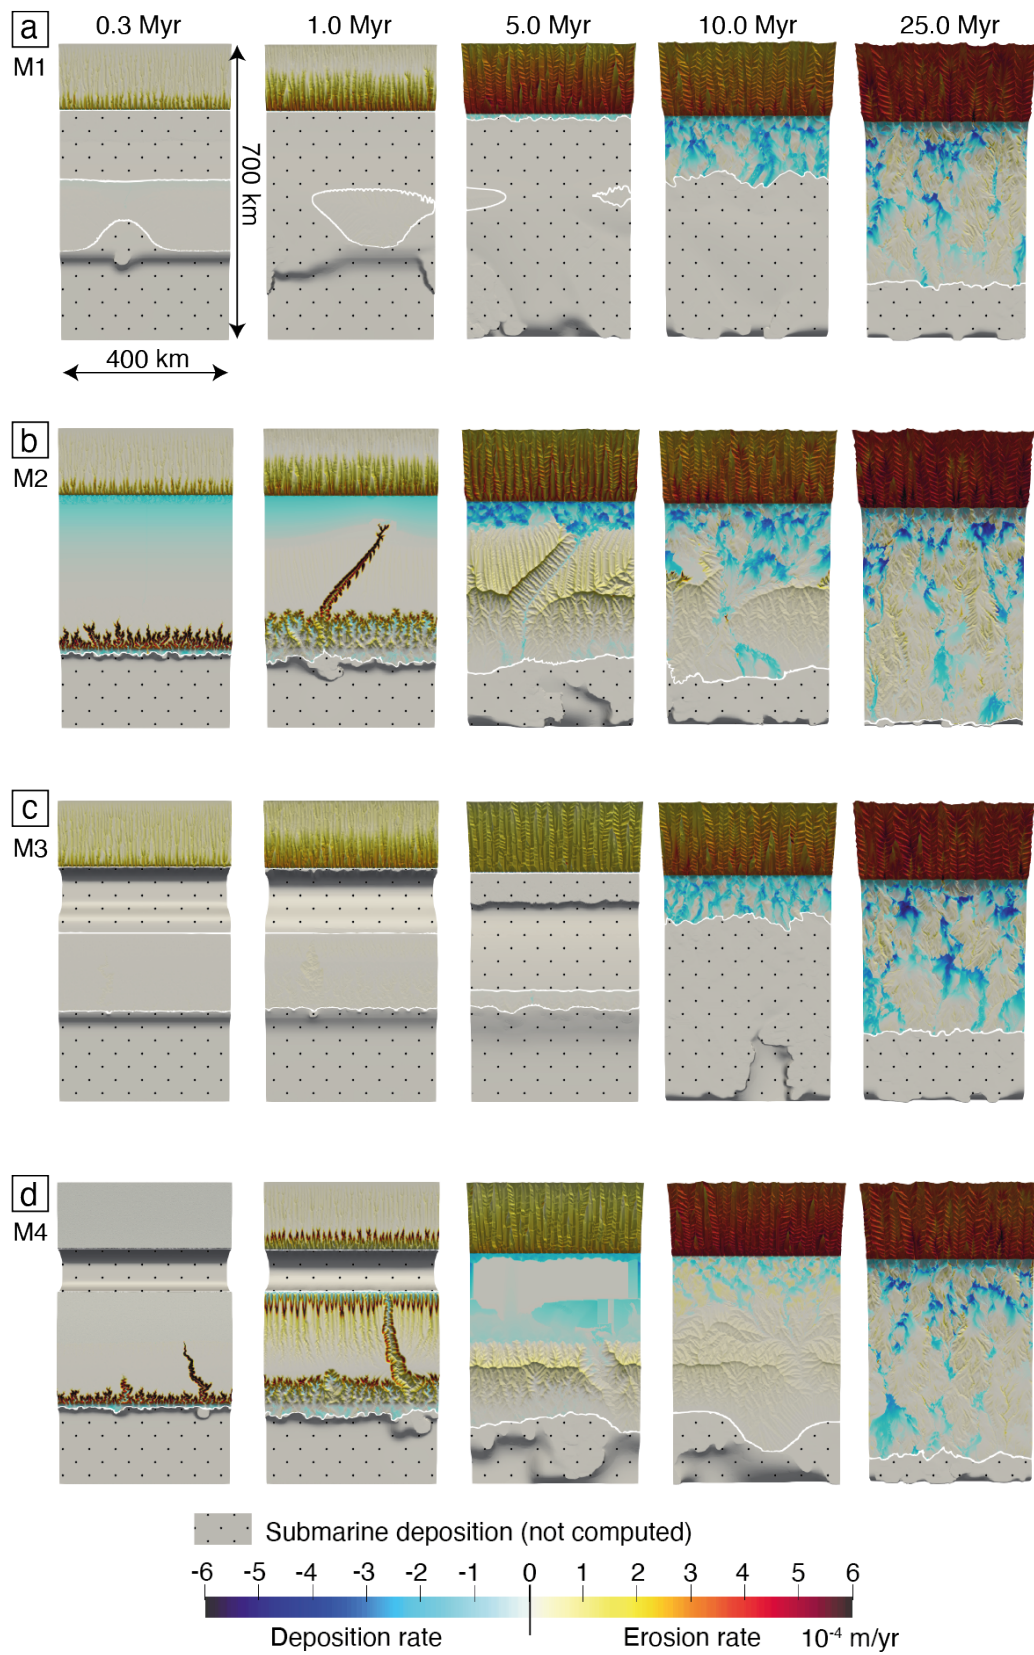 a
0.3 Myr
1.0 Myr
5.0 Myr
10.0 Myr
25.0 Myr
M1
700 km
400 km
b
M2
c
M3
d
M4
Submarine deposition (not computed)
-6 -5 -4 -3 -2 -1 0 1 2 3 4 5 6
Deposition rate
Erosion rate
10⁻⁴ m/yr